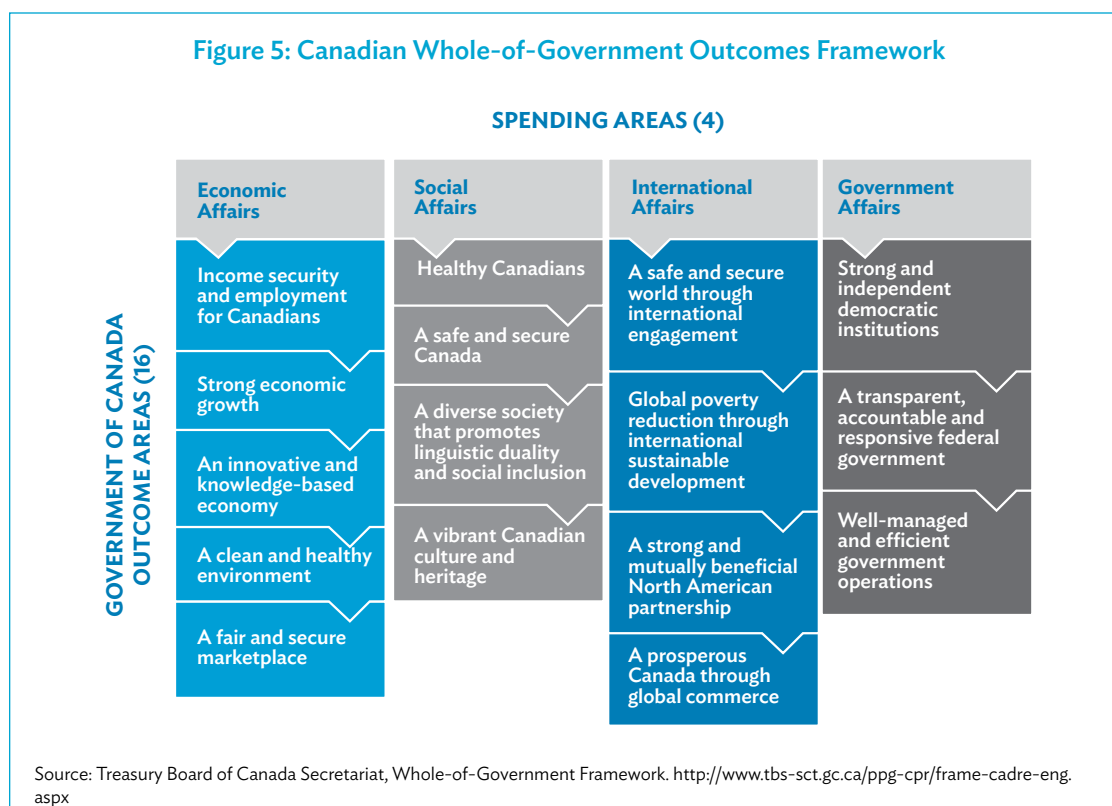 Figure 5: Canadian Whole-of-Government Outcomes Framework
SPENDING AREAS (4)
GOVERNMENT OF CANADA
OUTCOME AREAS (16)
Economic
Affairs
Income security
and employment
for Canadians
Strong economic
growth
An innovative and
knowledge-based
economy
A clean and healthy
environment
A fair and secure
marketplace
Social
Affairs
Healthy Canadians
A safe and secure
Canada
A diverse society
that promotes
linguistic duality
and social inclusion
A vibrant Canadian
culture and
heritage
International
Affairs
A safe and secure
world through
international
engagement
Global poverty
reduction through
international
sustainable
development
A strong and
mutually beneficial
North American
partnership
A prosperous
Canada through
global commerce
Government
Affairs
Strong and
independent
democratic
institutions
A transparent,
accountable and
responsive federal
government
Well-managed
and efficient
government
operations
Source: Treasury Board of Canada Secretariat, Whole-of-Government Framework. http://www.tbs-sct.gc.ca/ppg-cpr/frame-cadre-eng.
aspx